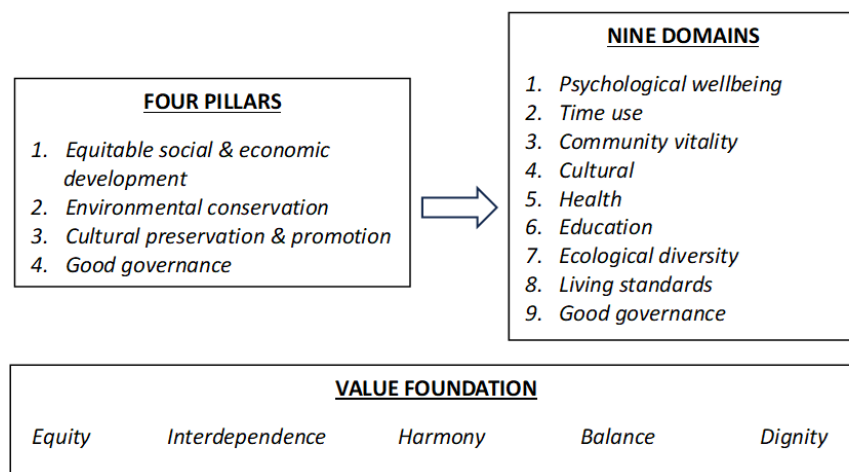 FOUR PILLARS
1. Equitable social & economic
development
2. Environmental conservation
3. Cultural preservation & promotion
4. Good governance
NINE DOMAINS
1. Psychological wellbeing
2. Time use
3. Community vitality
4. Cultural
5. Health
6. Education
7. Ecological diversity
8. Living standards
9. Good governance
VALUE FOUNDATION
Equity Interdependence Harmony Balance Dignity